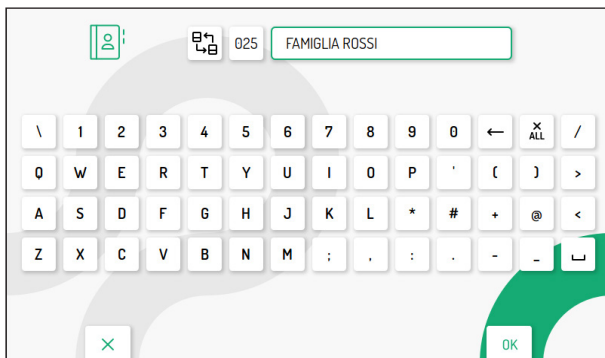 025 FAMIGLIA ROSSI
\ 1 2 3 4 5 6 7 8 9 0 ← × ALL /
Q W E R T Y U I O P ' ( ) >
A S D F G H J K L * # + @ <
Z X C V B N M ; , : . - _
× OK